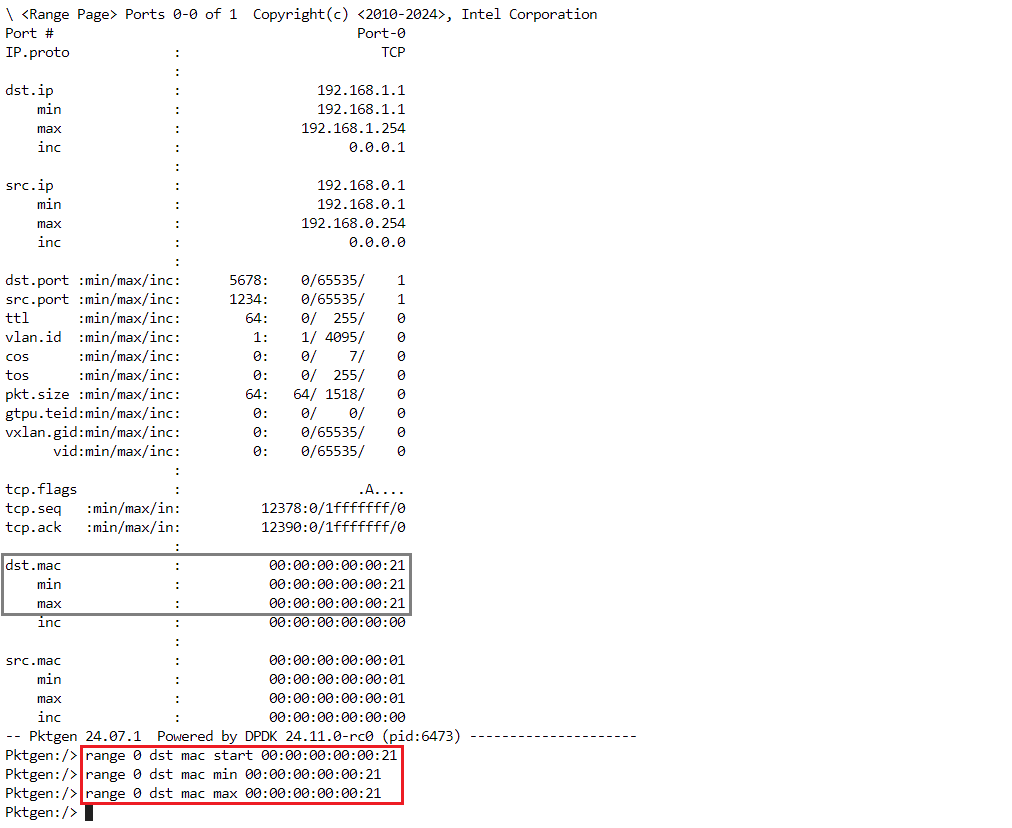 \ <Range Page> Ports 0-0 of 1  Copyright(c) <2010-2024>, Intel Corporation
Port #                                      Port-0
IP.proto             :                         TCP
                     :
dst.ip               :                 192.168.1.1
    min              :                 192.168.1.1
    max              :               192.168.1.254
    inc              :                     0.0.0.1
                     :
src.ip               :                 192.168.0.1
    min              :                 192.168.0.1
    max              :               192.168.0.254
    inc              :                     0.0.0.0
                     :
dst.port :min/max/inc:      5678:    0/65535/    1
src.port :min/max/inc:      1234:    0/65535/    1
ttl      :min/max/inc:        64:    0/  255/    0
vlan.id  :min/max/inc:         1:    1/ 4095/    0
cos      :min/max/inc:         0:    0/    7/    0
tos      :min/max/inc:         0:    0/  255/    0
pkt.size :min/max/inc:        64:   64/ 1518/    0
gtpu.teid:min/max/inc:         0:    0/    0/    0
vxlan.gid:min/max/inc:         0:    0/65535/    0
      vid:min/max/inc:         0:    0/65535/    0
                     :
tcp.flags            :                      .A....
tcp.seq   :min/max/in:          12378:0/1fffffff/0
tcp.ack   :min/max/in:          12390:0/1fffffff/0
                     :
dst.mac              :           00:00:00:00:00:21
    min              :           00:00:00:00:00:21
    max              :           00:00:00:00:00:21
    inc              :           00:00:00:00:00:00
                     :
src.mac              :           00:00:00:00:00:01
    min              :           00:00:00:00:00:01
    max              :           00:00:00:00:00:01
    inc              :           00:00:00:00:00:00
-- Pktgen 24.07.1  Powered by DPDK 24.11.0-rc0 (pid:6473) ---------------------
Pktgen:/> range 0 dst mac start 00:00:00:00:00:21
Pktgen:/> range 0 dst mac min 00:00:00:00:00:21
Pktgen:/> range 0 dst mac max 00:00:00:00:00:21
Pktgen:/>